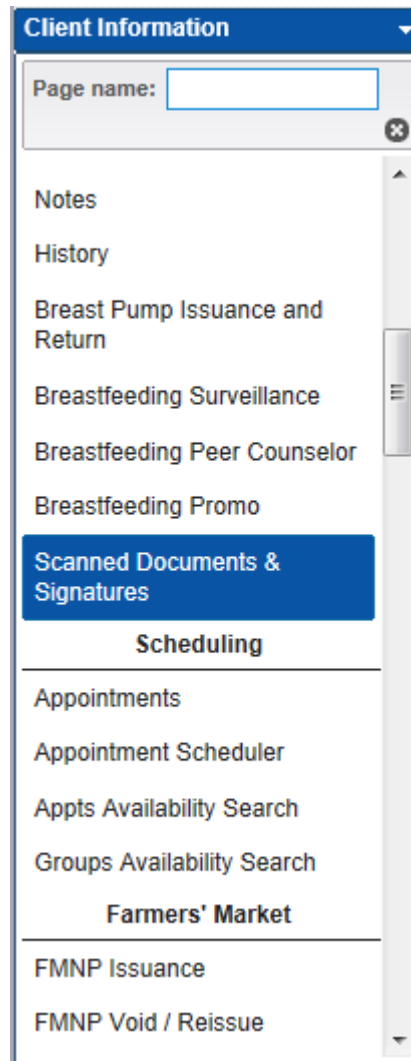 Client Information
Page name:
Notes
History
Breast Pump Issuance and
Return
Breastfeeding Surveillance
Breastfeeding Peer Counselor
Breastfeeding Promo
Scanned Documents &
Signatures
Scheduling
Appointments
Appointment Scheduler
Appts Availability Search
Groups Availability Search
Farmers' Market
FMNP Issuance
FMNP Void / Reissue